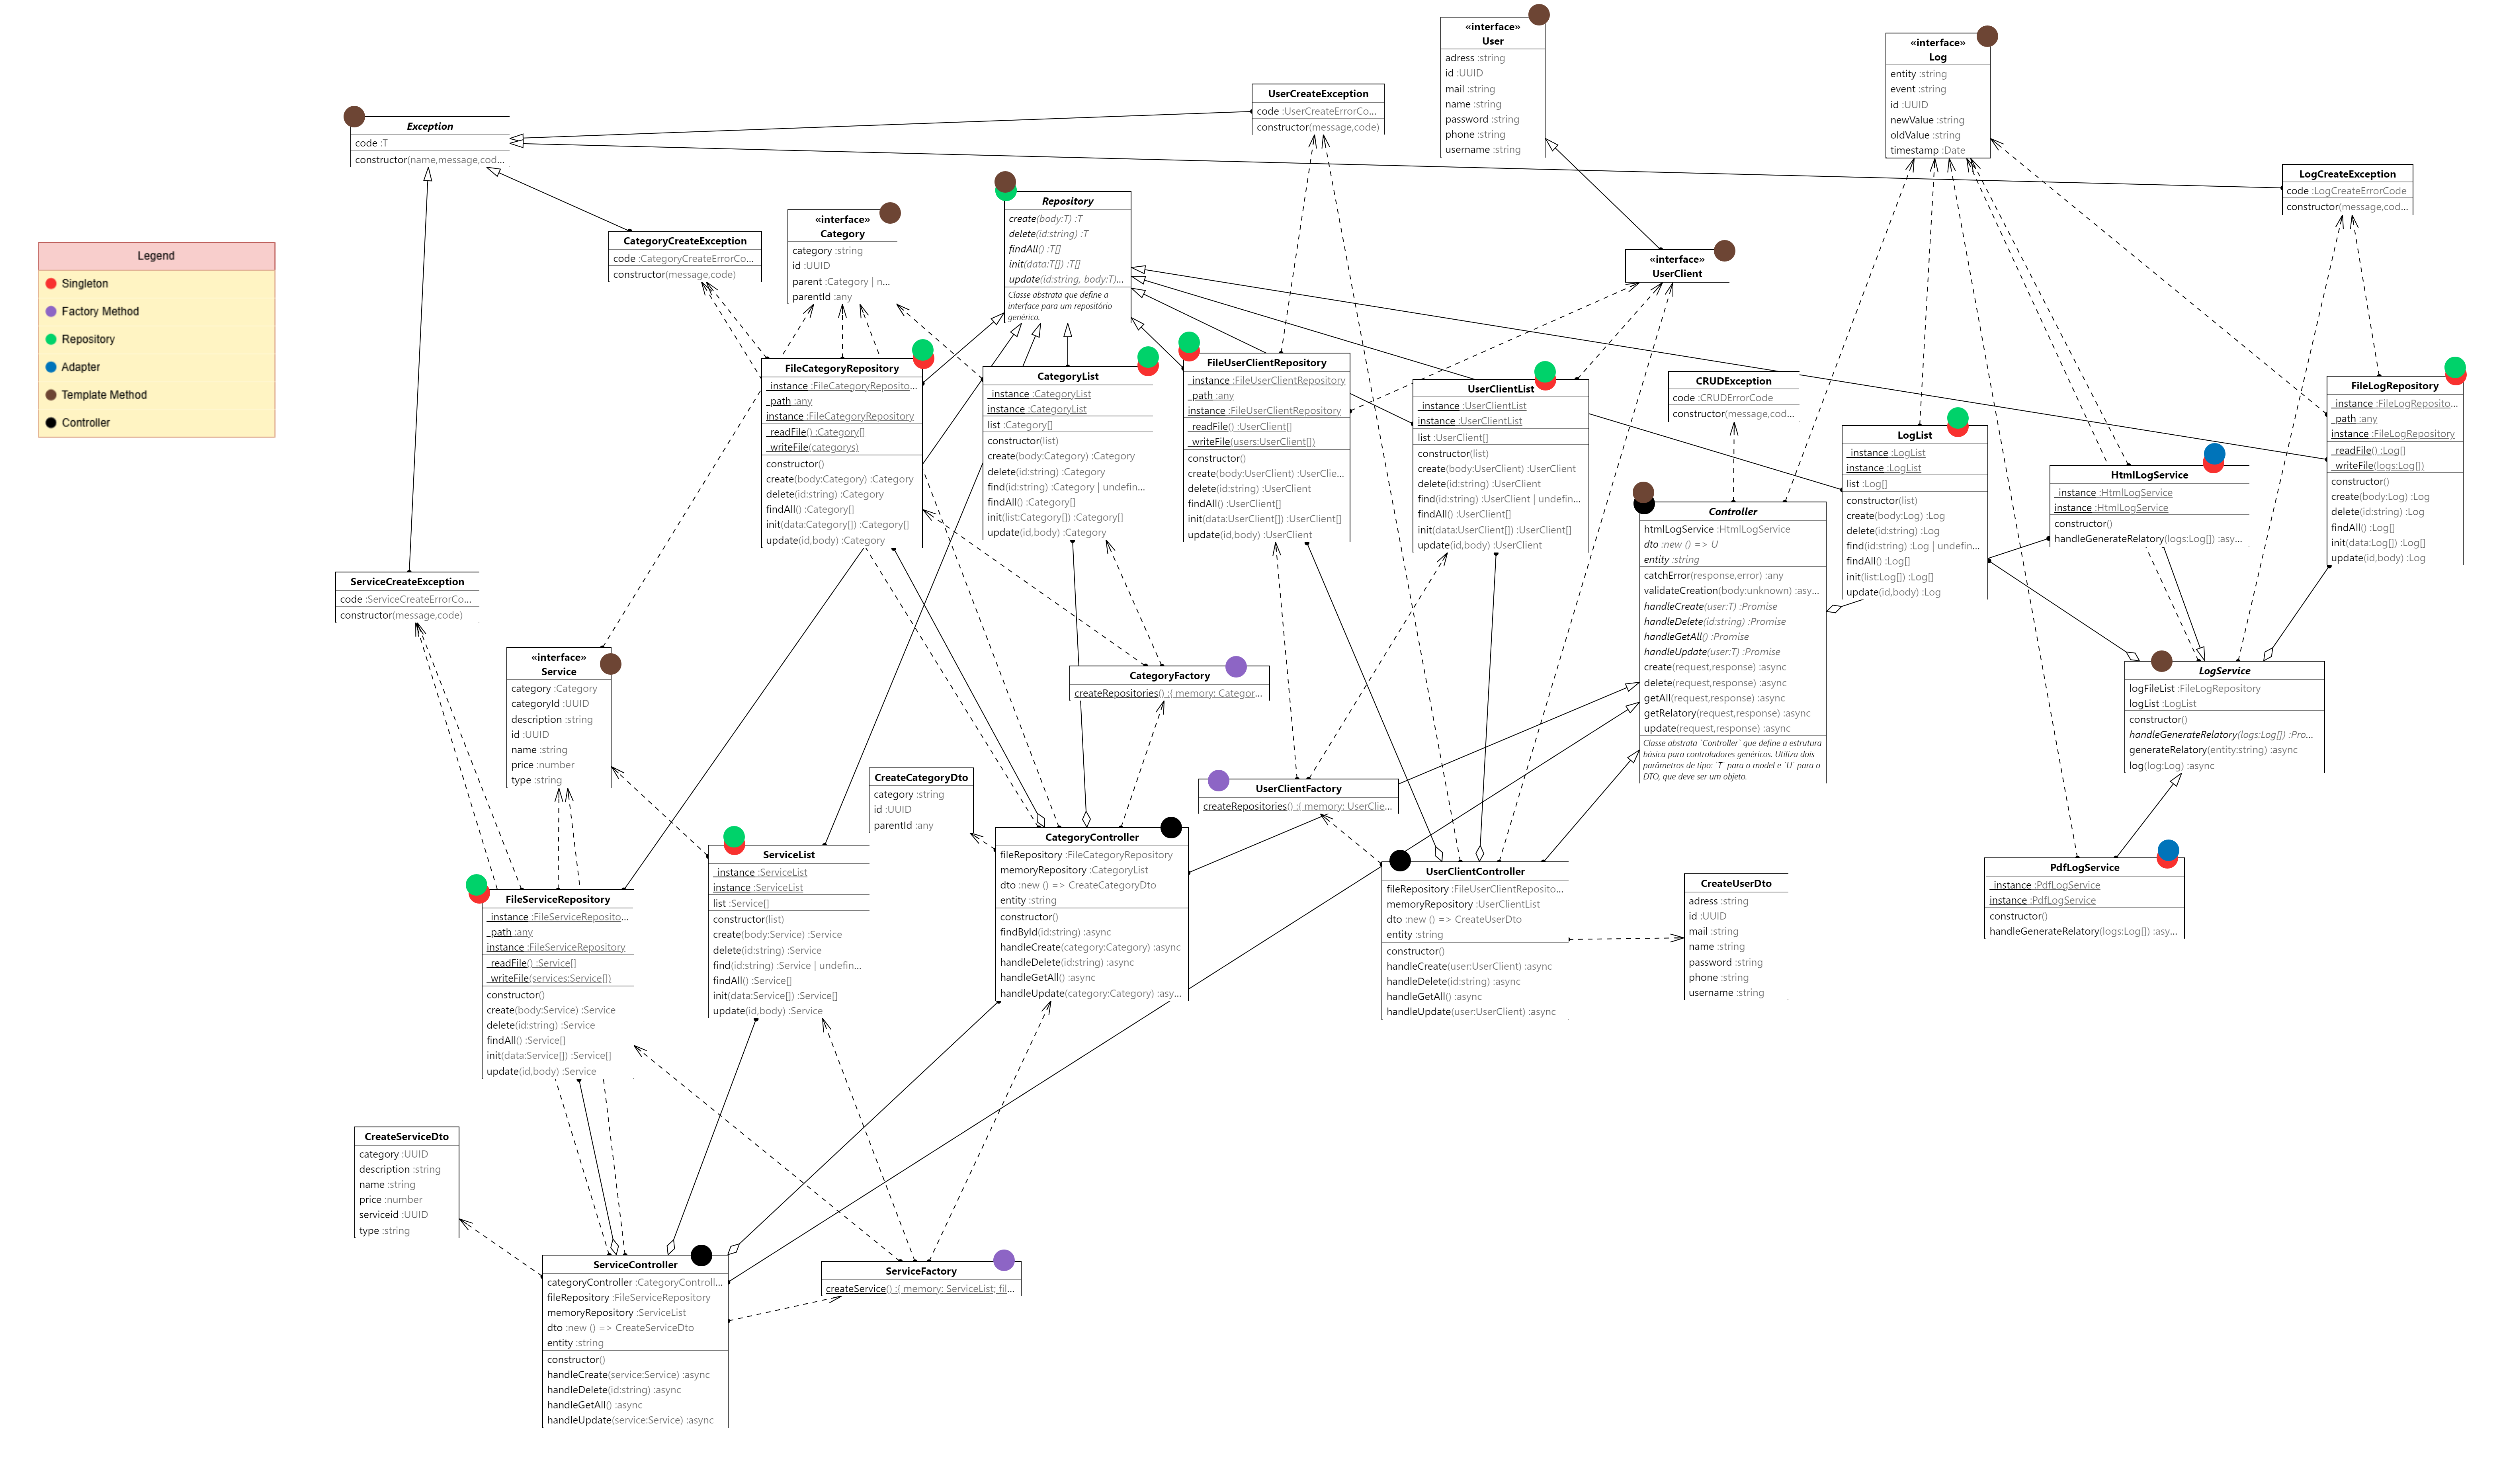 Legend
Singleton
Factory Method
Repository
Adapter
Template Method
Controller
«interface»
User
adress :string
id :UUID
mail :string
name :string
password :string
phone :string
username :string
«interface»
Log
entity :string
event :string
id :UUID
newValue :string
oldValue :string
timestamp :Date
UserCreateException
code :UserCreateErrorCo...
constructor(message,code)
Exception
code :T
constructor(name,message,cod...
LogCreateException
code :LogCreateErrorCode
constructor(message,cod...
Repository
create(body:T) :T
delete(id:string) :T
findAll() :T[]
init(data:T[]) :T[]
update(id:string, body:T)...
Classe abstrata que define a
interface para um repositório
genérico.
«interface»
Category
category :string
id :UUID
parent :Category | n...
parentId :any
CategoryCreateException
code :CategoryCreateErrorCo...
constructor(message,code)
«interface»
UserClient
FileCategoryRepository
_instance :FileCategoryReposito...
_path :any
instance :FileCategoryRepository
_readFile() :Category[]
_writeFile(categorys)
constructor()
create(body:Category) :Category
delete(id:string) :Category
findAll() :Category[]
init(data:Category[]) :Category[]
update(id,body) :Category
CategoryList
_instance :CategoryList
instance :CategoryList
list :Category[]
constructor(list)
create(body:Category) :Category
delete(id:string) :Category
find(id:string) :Category | undefin...
findAll() :Category[]
init(list:Category[]) :Category[]
update(id,body) :Category
FileUserClientRepository
_instance :FileUserClientRepository
_path :any
instance :FileUserClientRepository
_readFile() :UserClient[]
_writeFile(users:UserClient[])
constructor()
create(body:UserClient) :UserClie...
delete(id:string) :UserClient
findAll() :UserClient[]
init(data:UserClient[]) :UserClient[]
update(id,body) :UserClient
UserClientList
_instance :UserClientList
instance :UserClientList
list :UserClient[]
constructor(list)
create(body:UserClient) :UserClient
delete(id:string) :UserClient
find(id:string) :UserClient | undefin...
findAll() :UserClient[]
init(data:UserClient[]) :UserClient[]
update(id,body) :UserClient
CRUDException
code :CRUDErrorCode
constructor(message,cod...
FileLogRepository
_instance :FileLogReposito...
_path :any
instance :FileLogRepository
_readFile() :Log[]
_writeFile(logs:Log[])
constructor()
create(body:Log) :Log
delete(id:string) :Log
findAll() :Log[]
init(data:Log[]) :Log[]
update(id,body) :Log
LogList
_instance :LogList
instance :LogList
list :Log[]
constructor(list)
create(body:Log) :Log
delete(id:string) :Log
find(id:string) :Log | undefin...
findAll() :Log[]
init(list:Log[]) :Log[]
update(id,body) :Log
HtmlLogService
_instance :HtmlLogService
instance :HtmlLogService
constructor()
handleGenerateRelatory(logs:Log[]) :asy...
Controller
htmlLogService :HtmlLogService
dto :new () => U
entity :string
catchError(response,error) :any
validateCreation(body:unknown) :asy...
handleCreate(user:T) :Promise
handleDelete(id:string) :Promise
handleGetAll() :Promise
handleUpdate(user:T) :Promise
create(request,response) :async
delete(request,response) :async
getAll(request,response) :async
getRelatory(request,response) :async
update(request,response) :async
Classe abstrata `Controller` que define a estrutura
básica para controladores genéricos. Utiliza dois
parâmetros de tipo: `T` para o model e `U` para o
DTO, que deve ser um objeto.
ServiceCreateException
code :ServiceCreateErrorCo...
constructor(message,code)
«interface»
Service
category :Category
categoryId :UUID
description :string
id :UUID
name :string
price :number
type :string
CategoryFactory
createRepositories() :{ memory: Categor...
LogService
logFileList :FileLogRepository
logList :LogList
constructor()
handleGenerateRelatory(logs:Log[]) :Pro...
generateRelatory(entity:string) :async
log(log:Log) :async
CreateCategoryDto
category :string
id :UUID
parentId :any
UserClientFactory
createRepositories() :{ memory: UserClie...
CategoryController
fileRepository :FileCategoryRepository
memoryRepository :CategoryList
dto :new () => CreateCategoryDto
entity :string
constructor()
findById(id:string) :async
handleCreate(category:Category) :async
handleDelete(id:string) :async
handleGetAll() :async
handleUpdate(category:Category) :asy...
ServiceList
_instance :ServiceList
instance :ServiceList
list :Service[]
constructor(list)
create(body:Service) :Service
delete(id:string) :Service
find(id:string) :Service | undefin...
findAll() :Service[]
init(data:Service[]) :Service[]
update(id,body) :Service
UserClientController
fileRepository :FileUserClientReposito...
memoryRepository :UserClientList
dto :new () => CreateUserDto
entity :string
constructor()
handleCreate(user:UserClient) :async
handleDelete(id:string) :async
handleGetAll() :async
handleUpdate(user:UserClient) :async
CreateUserDto
adress :string
id :UUID
mail :string
name :string
password :string
phone :string
username :string
PdfLogService
_instance :PdfLogService
instance :PdfLogService
constructor()
handleGenerateRelatory(logs:Log[]) :asy...
FileServiceRepository
_instance :FileServiceReposito...
_path :any
instance :FileServiceRepository
_readFile() :Service[]
_writeFile(services:Service[])
constructor()
create(body:Service) :Service
delete(id:string) :Service
findAll() :Service[]
init(data:Service[]) :Service[]
update(id,body) :Service
CreateServiceDto
category :UUID
description :string
name :string
price :number
serviceid :UUID
type :string
ServiceController
categoryController :CategoryControll...
fileRepository :FileServiceRepository
memoryRepository :ServiceList
dto :new () => CreateServiceDto
entity :string
constructor()
handleCreate(service:Service) :async
handleDelete(id:string) :async
handleGetAll() :async
handleUpdate(service:Service) :async
ServiceFactory
createService() :{ memory: ServiceList; fil...